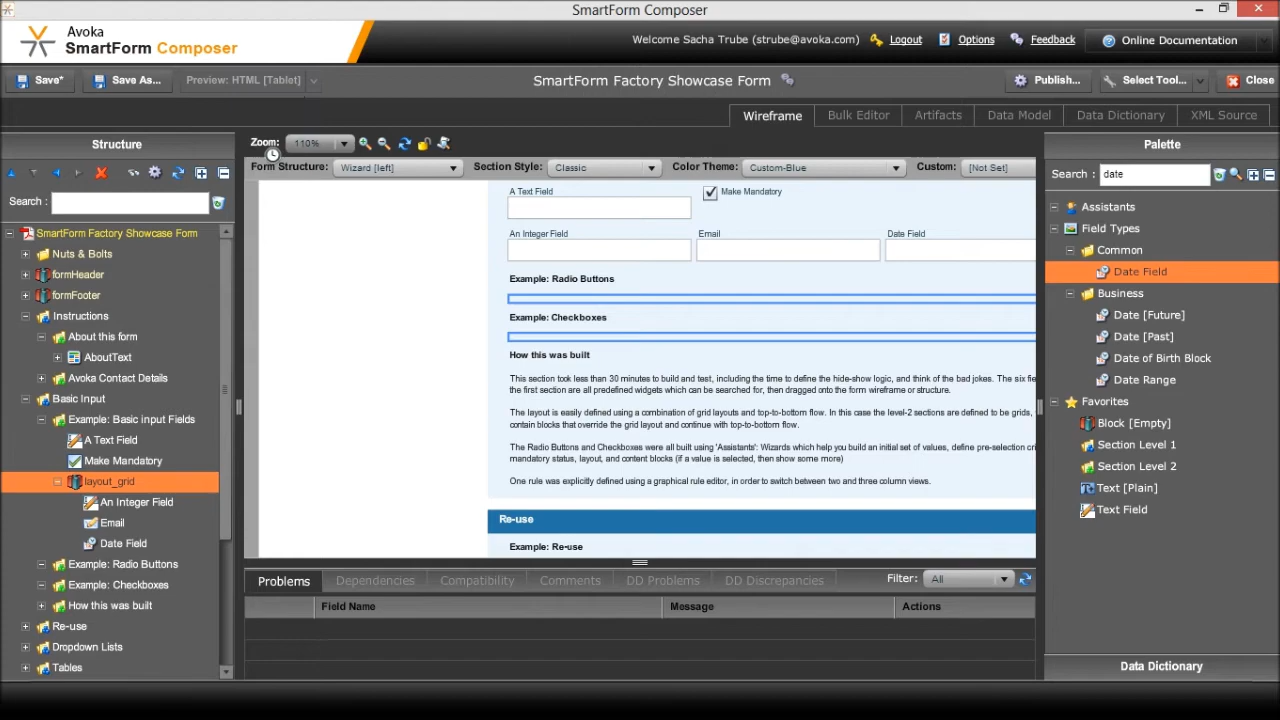 SmartForm Composer
Avoka
SmartForm Composer
Welcome Sacha Trube (strube@avoka.com)
Logout
Options
Feedback
Online Documentation
Save*
Save As...
Preview: HTML [Tablet]
SmartForm Factory Showcase Form
Publish...
Select Tool...
Close
Wireframe
Bulk Editor
Artifacts
Data Model
Data Dictionary
XML Source
Structure
Search :
SmartForm Factory Showcase Form
Nuts & Bolts
formHeader
formFooter
Instructions
About this form
AboutText
Avoka Contact Details
Basic Input
Example: Basic input Fields
A Text Field
Make Mandatory
layout_grid
An Integer Field
Email
Date Field
Example: Radio Buttons
Example: Checkboxes
How this was built
Re-use
Dropdown Lists
Tables
Zoom:
110%
Form Structure:
Wizard [left]
Section Style:
Classic
Color Theme:
Custom-Blue
Custom:
[Not Set]
A Text Field
Make Mandatory
An Integer Field
Email
Date Field
Example: Radio Buttons
Example: Checkboxes
How this was built
This section took less than 30 minutes to build and test, including the time to define the hide-show logic, and think of the bad jokes. The six fie
the first section are all predefined widgets which can be searched for, then dragged onto the form wireframe or structure.
The layout is easily defined using a combination of grid layouts and top-to-bottom flow. In this case the level-2 sections are defined to be grids,
contain blocks that override the grid layout and continue with top-to-bottom flow.
The Radio Buttons and Checkboxes were all built using 'Assistants': Wizards which help you build an initial set of values, define pre-selection cri
mandatory status, layout, and content blocks (if a value is selected, then show some more)
One rule was explicitly defined using a graphical rule editor, in order to switch between two and three column views.
Re-use
Example: Re-use
Problems
Dependencies
Compatibility
Comments
DD Problems
DD Discrepancies
Filter:
All
Field Name
Message
Actions
Palette
Search :
date
Assistants
Field Types
Common
Date Field
Business
Date [Future]
Date [Past]
Date of Birth Block
Date Range
Favorites
Block [Empty]
Section Level 1
Section Level 2
Text [Plain]
Text Field
Data Dictionary